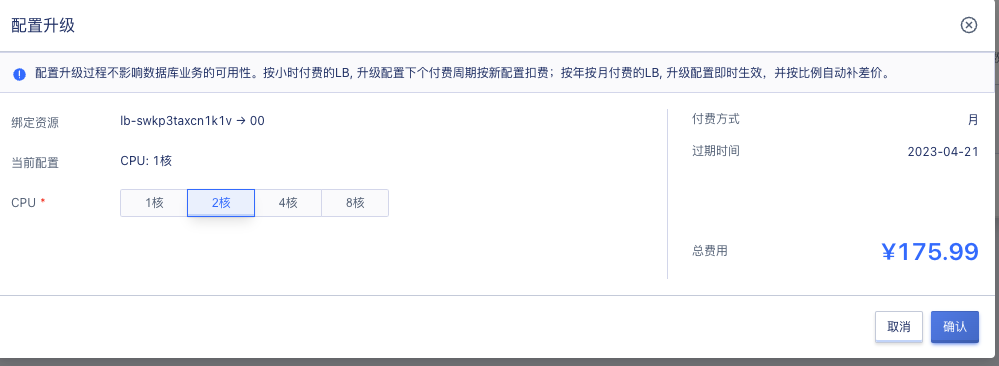 配置升级
配置升级过程不影响数据库业务的可用性。按小时付费的LB, 升级配置下个付费周期按新配置扣费；按年按月付费的LB, 升级配置即时生效，并按比例自动补差价。
绑定资源 lb-swkp3taxcn1k1v → 00
当前配置 CPU: 1核
CPU * 1核 2核 4核 8核
付费方式 月
过期时间 2023-04-21
总费用 ¥175.99
取消 确认